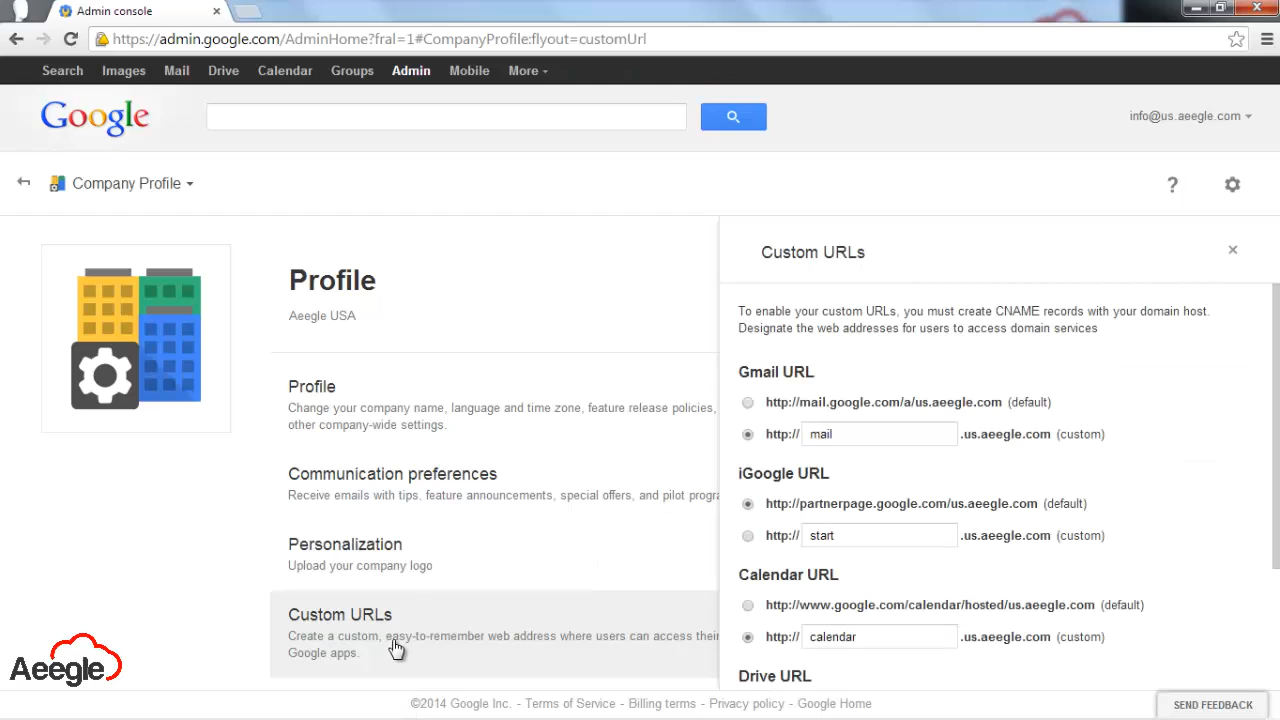 Admin console
https://admin.google.com/AdminHome?fral=1#CompanyProfile:flyout=customUrl
Search Images Mail Drive Calendar Groups Admin Mobile More
Google
info@us.aeegle.com
Company Profile
?
Profile
Aeegle USA
Profile
Change your company name, language and time zone, feature release policies,
other company-wide settings.
Communication preferences
Receive emails with tips, feature announcements, special offers, and pilot progra
Personalization
Upload your company logo
Custom URLs
Create a custom, easy-to-remember web address where users can access their
Google apps.
Custom URLs
To enable your custom URLs, you must create CNAME records with your domain host.
Designate the web addresses for users to access domain services
Gmail URL
http://mail.google.com/a/us.aeegle.com (default)
http:// mail .us.aeegle.com (custom)
iGoogle URL
http://partnerpage.google.com/us.aeegle.com (default)
http:// start .us.aeegle.com (custom)
Calendar URL
http://www.google.com/calendar/hosted/us.aeegle.com (default)
http:// calendar .us.aeegle.com (custom)
Drive URL
Aeegle
©2014 Google Inc. - Terms of Service - Billing terms - Privacy policy - Google Home
SEND FEEDBACK